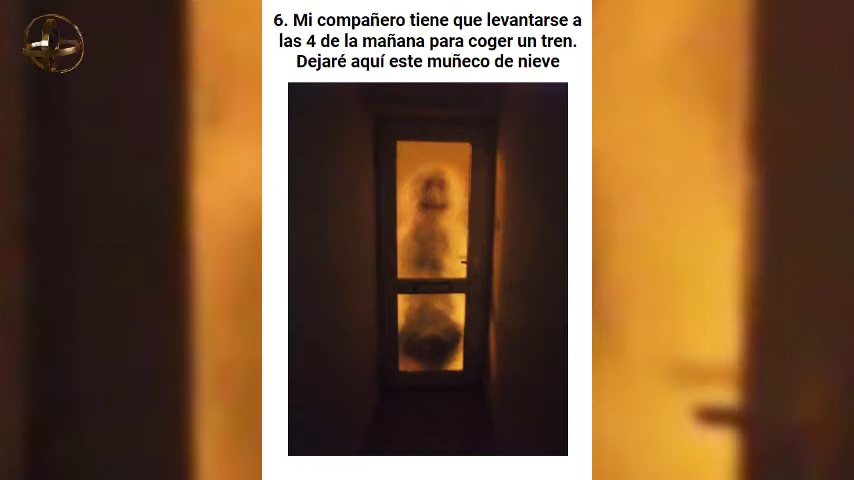 6. Mi compañero tiene que levantarse a
las 4 de la mañana para coger un tren.
Dejaré aquí este muñeco de nieve